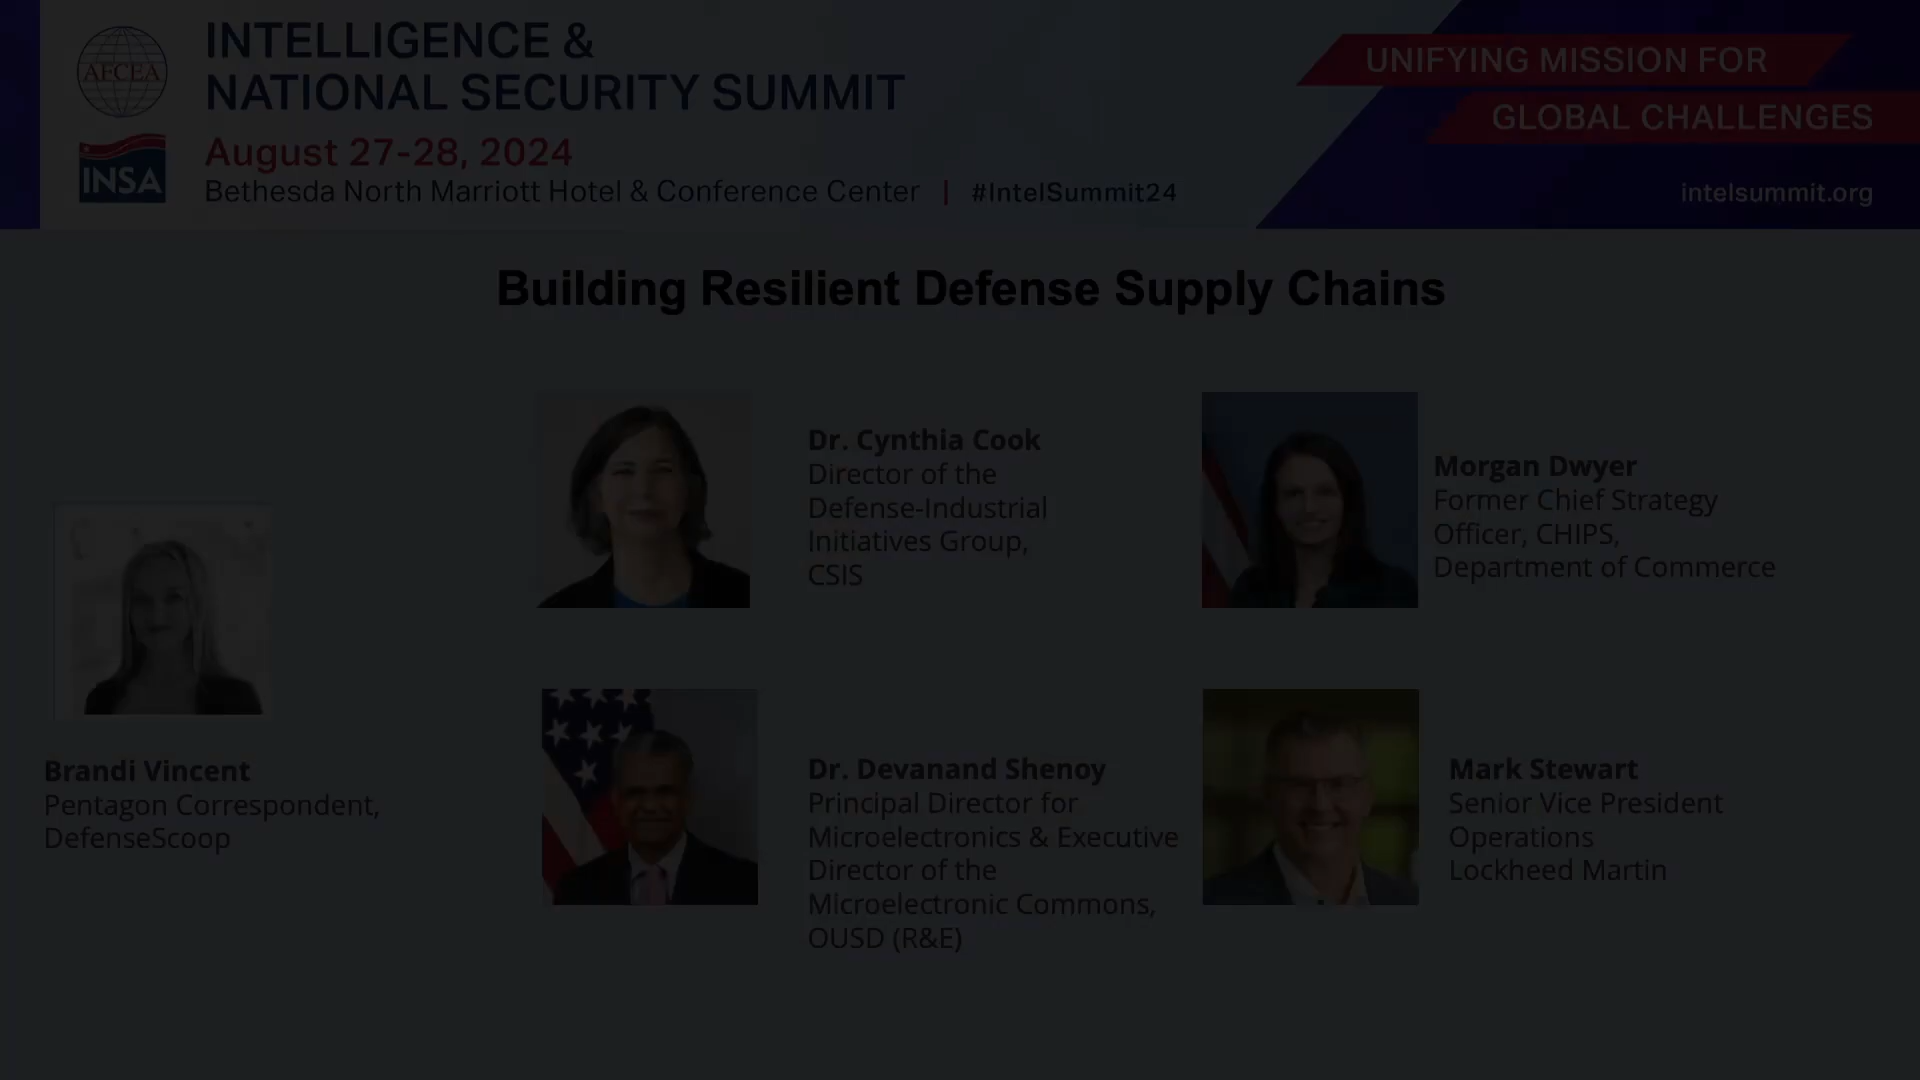 AFCEA
INTELLIGENCE &
NATIONAL SECURITY SUMMIT
August 27-28, 2024
INSA
Bethesda North Marriott Hotel & Conference Center | #IntelSummit24
UNIFYING MISSION FOR
GLOBAL CHALLENGES
intelsummit.org
Building Resilient Defense Supply Chains
Brandi Vincent
Pentagon Correspondent,
DefenseScoop
Dr. Cynthia Cook
Director of the
Defense-Industrial
Initiatives Group,
CSIS
Morgan Dwyer
Former Chief Strategy
Officer, CHIPS,
Department of Commerce
Dr. Devanand Shenoy
Principal Director for
Microelectronics & Executive
Director of the
Microelectronic Commons,
OUSD (R&E)
Mark Stewart
Senior Vice President
Operations
Lockheed Martin